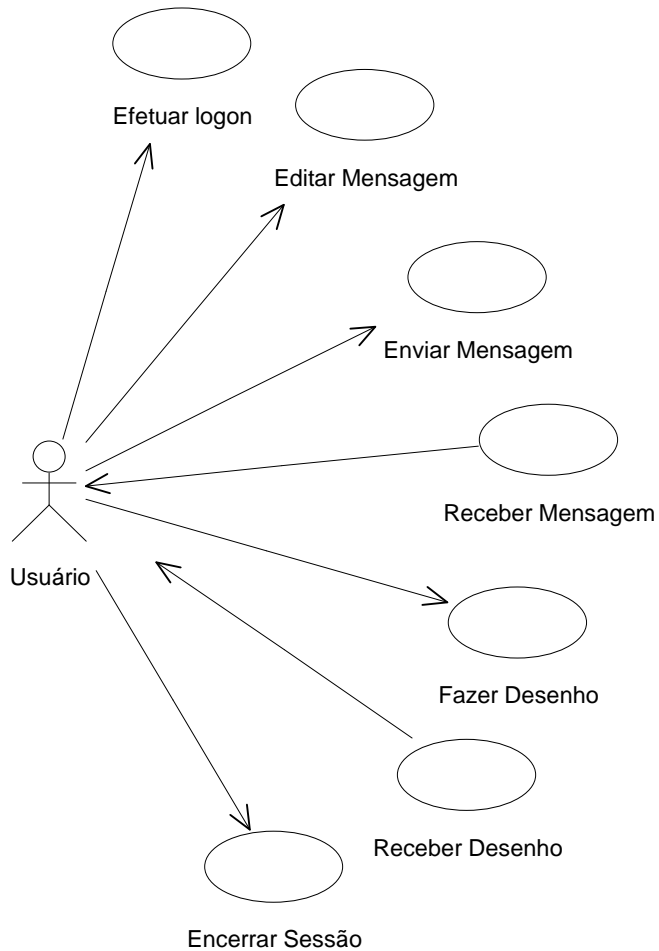 Efetuar logon
Editar Mensagem
Enviar Mensagem
Receber Mensagem
Usuário
Fazer Desenho
Receber Desenho
Encerrar Sessão